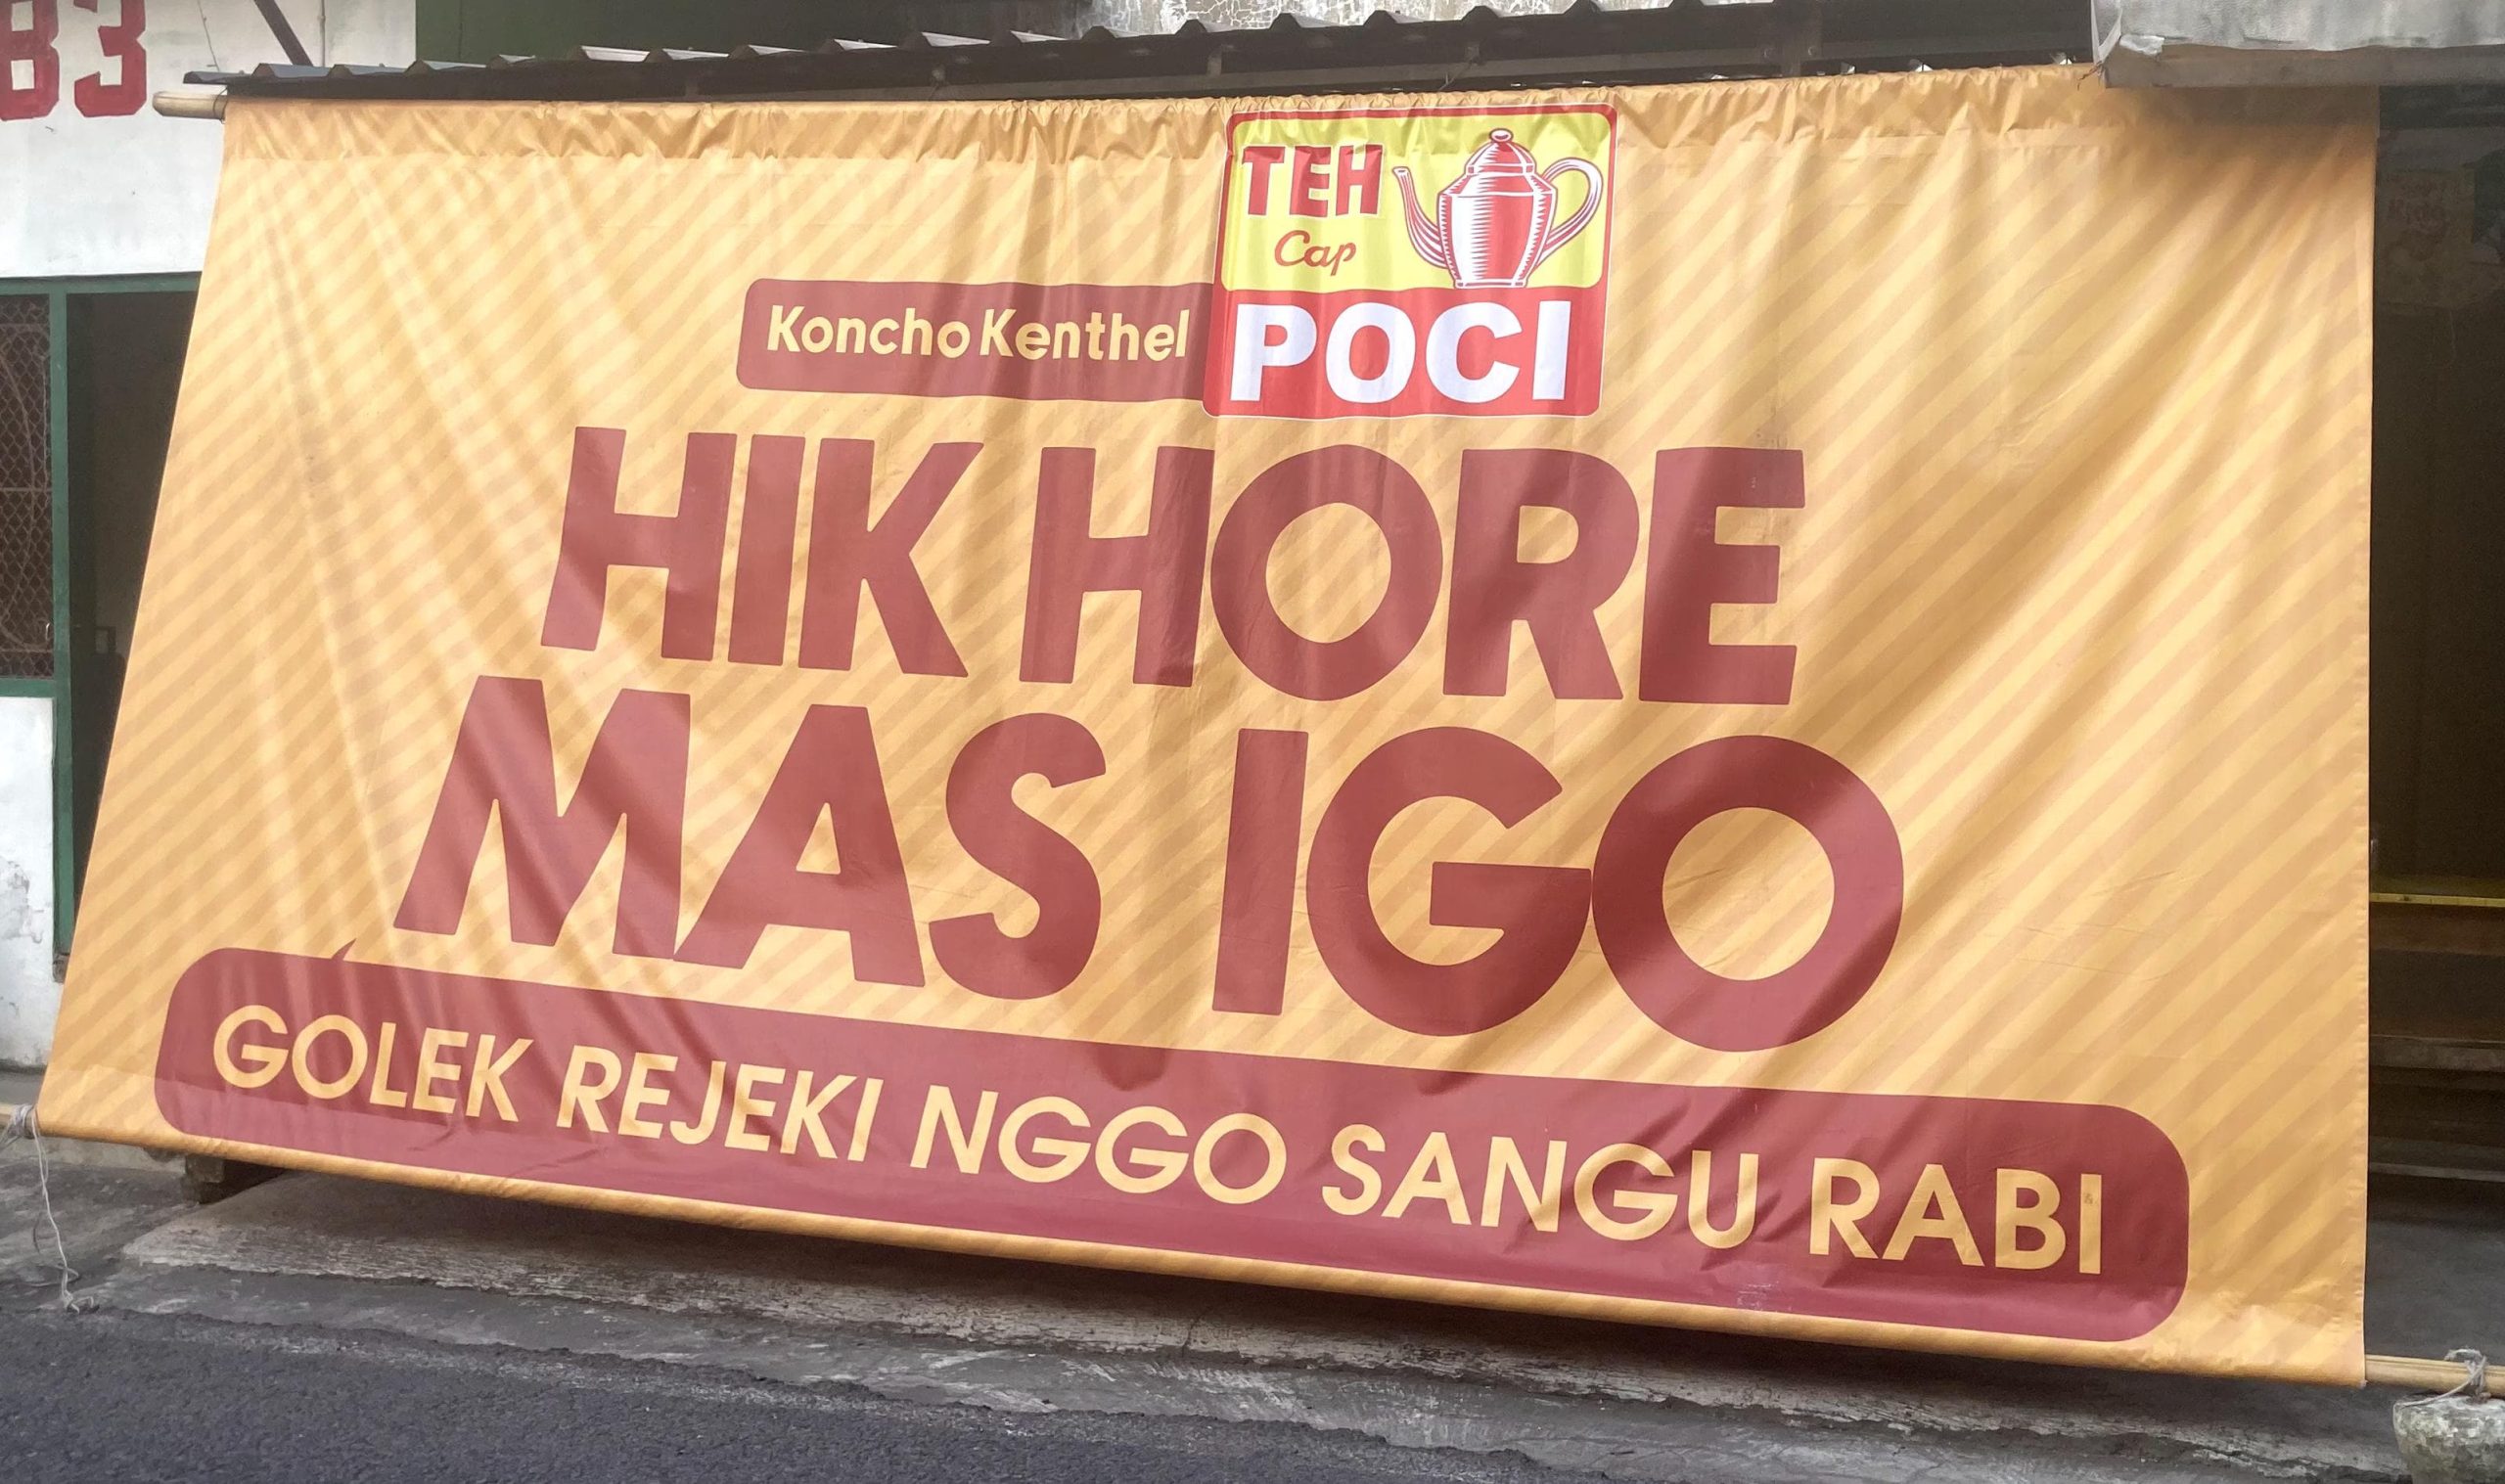 83
TEH
Cap
Koncho Kenthel
POCI
HIK HORE
MAS IGO
GOLEK REJEKI NGGO SANGU RABI